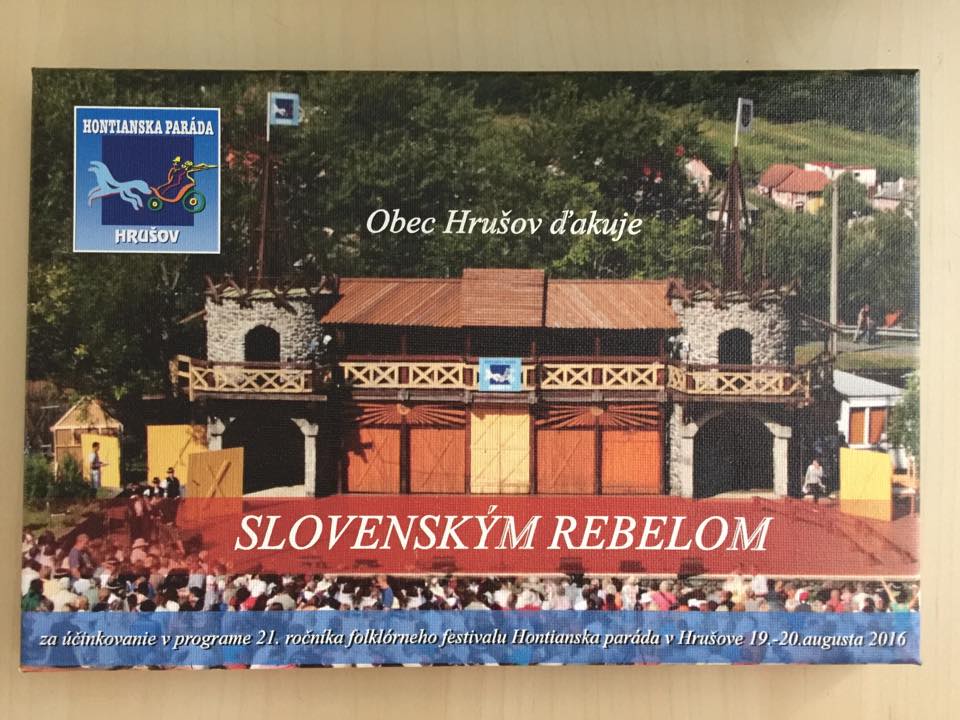 HONTIANSKA PARÁDA
HRUŠOV
Obec Hrušov ďakuje
SLOVENSKÝM REBELOM
za účinkovanie v programe 21. ročníka folklórneho festivalu Hontianska paráda v Hrušove 19.-20.augusta 2016